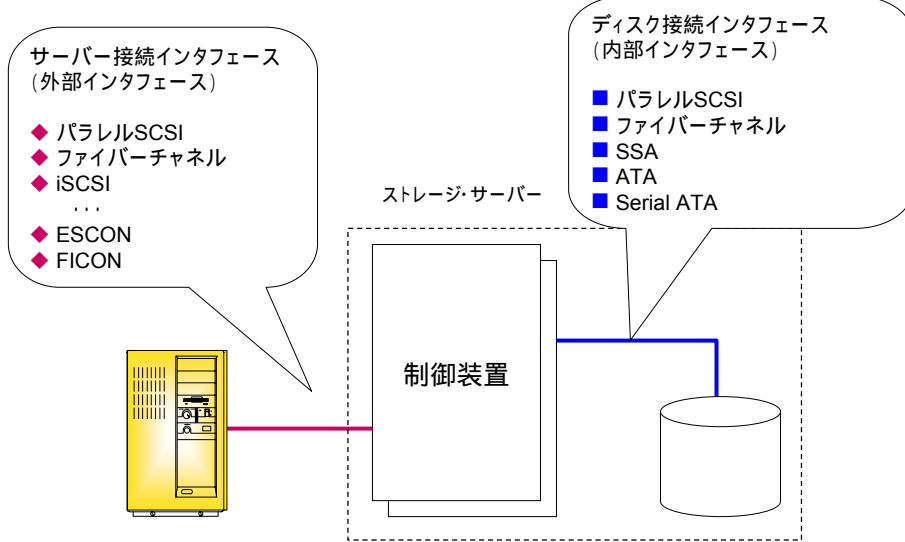 サーバー接続インタフェース
(外部インタフェース)
◆ パラレルSCSI
◆ ファイバーチャネル
◆ iSCSI
・・・
◆ ESCON
◆ FICON
ディスク接続インタフェース
(内部インタフェース)
■ パラレルSCSI
■ ファイバーチャネル
■ SSA
■ ATA
■ Serial ATA
ストレージ・サーバー
制御装置